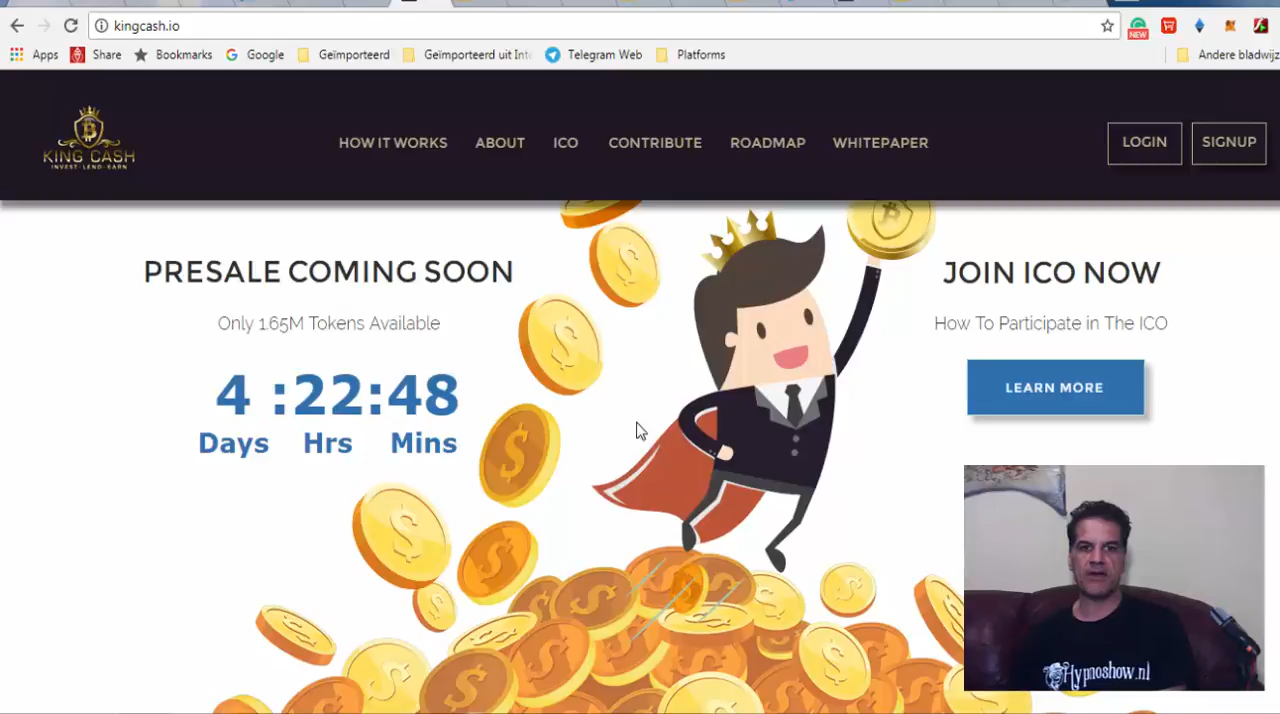 kingcash.io
NEW
Apps Share Bookmarks Google Geïmporteerd Geïmporteerd uit Inte Telegram Web Platforms Andere bladwijz
KING CASH
INVEST-LEND-EARN
HOW IT WORKS ABOUT ICO CONTRIBUTE ROADMAP WHITEPAPER
LOGIN SIGNUP
PRESALE COMING SOON
Only 1.65M Tokens Available
4 :22:48
Days Hrs Mins
JOIN ICO NOW
How To Participate in The ICO
LEARN MORE
Hypnoshow.nl